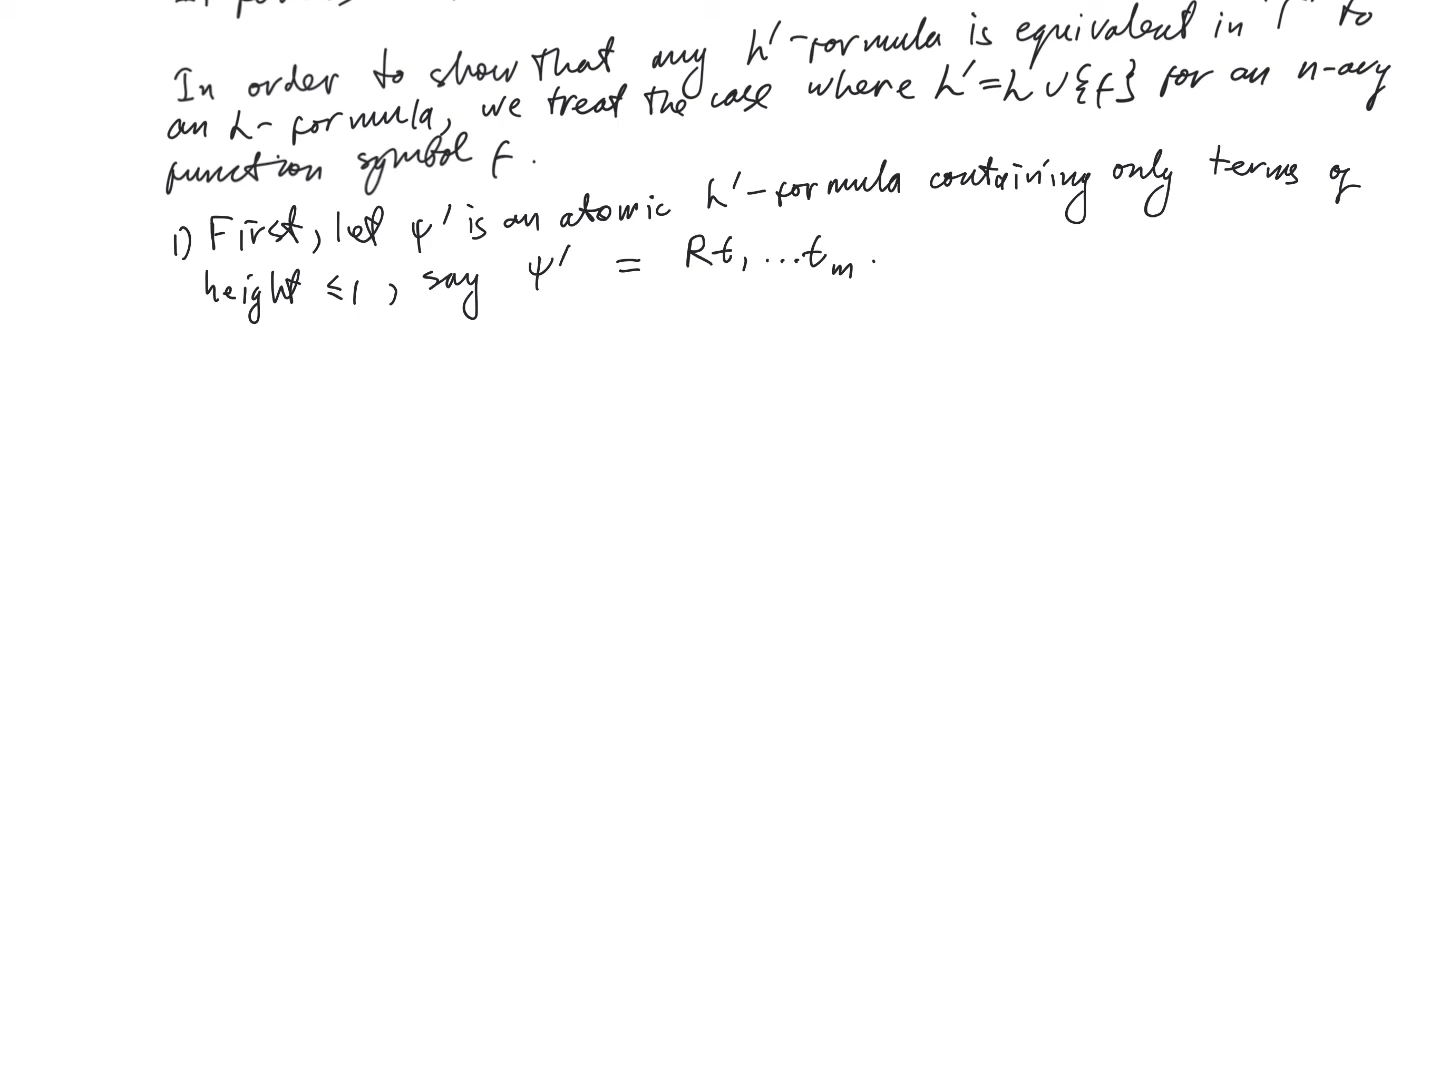 In order to show that any L'-formula is equivalent in T' to
an L-formula, we treat the case where L'=L∪{f} for an n-ary
function symbol f.
1) First, let ψ' is an atomic L'-formula containing only terms of
height ≤1, say ψ' = Rt₁...tₘ.